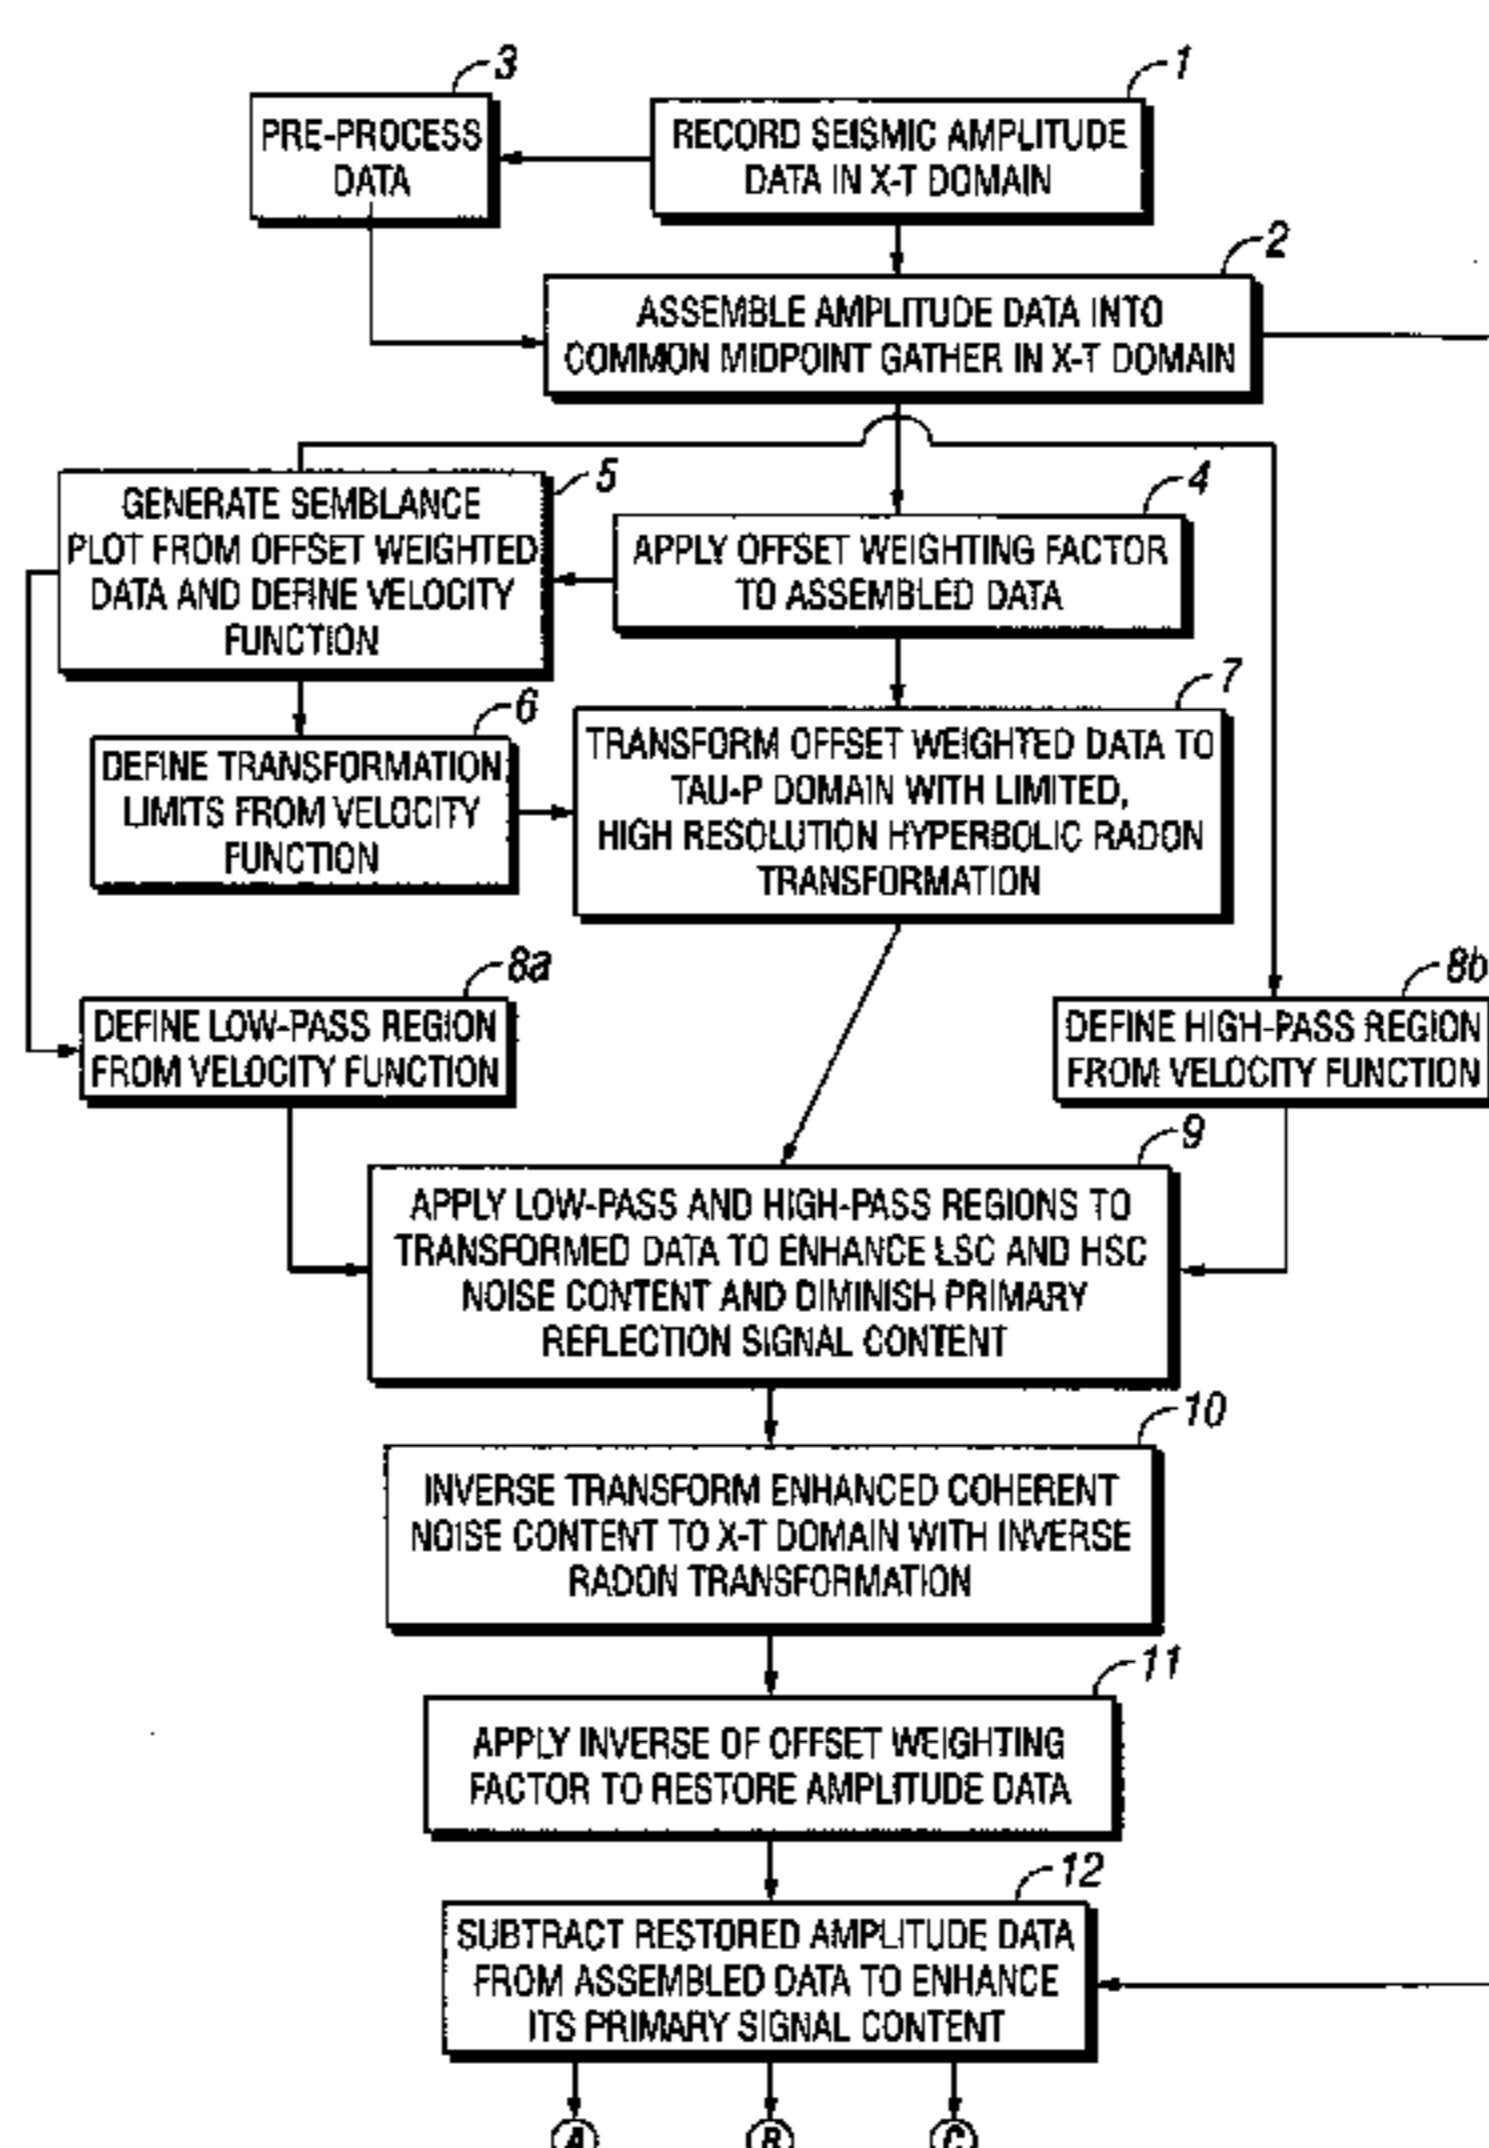 3
PRE-PROCESS
DATA
1
RECORD SEISMIC AMPLITUDE
DATA IN X-T DOMAIN
2
ASSEMBLE AMPLITUDE DATA INTO
COMMON MIDPOINT GATHER IN X-T DOMAIN
5
GENERATE SEMBLANCE
PLOT FROM OFFSET WEIGHTED
DATA AND DEFINE VELOCITY
FUNCTION
4
APPLY OFFSET WEIGHTING FACTOR
TO ASSEMBLED DATA
6
DEFINE TRANSFORMATION
LIMITS FROM VELOCITY
FUNCTION
7
TRANSFORM OFFSET WEIGHTED DATA TO
TAU-P DOMAIN WITH LIMITED,
HIGH RESOLUTION HYPERBOLIC RADON
TRANSFORMATION
8a
DEFINE LOW-PASS REGION
FROM VELOCITY FUNCTION
8b
DEFINE HIGH-PASS REGION
FROM VELOCITY FUNCTION
9
APPLY LOW-PASS AND HIGH-PASS REGIONS TO
TRANSFORMED DATA TO ENHANCE LSC AND HSC
NOISE CONTENT AND DIMINISH PRIMARY
REFLECTION SIGNAL CONTENT
10
INVERSE TRANSFORM ENHANCED COHERENT
NOISE CONTENT TO X-T DOMAIN WITH INVERSE
RADON TRANSFORMATION
11
APPLY INVERSE OF OFFSET WEIGHTING
FACTOR TO RESTORE AMPLITUDE DATA
12
SUBTRACT RESTORED AMPLITUDE DATA
FROM ASSEMBLED DATA TO ENHANCE
ITS PRIMARY SIGNAL CONTENT
A
B
C